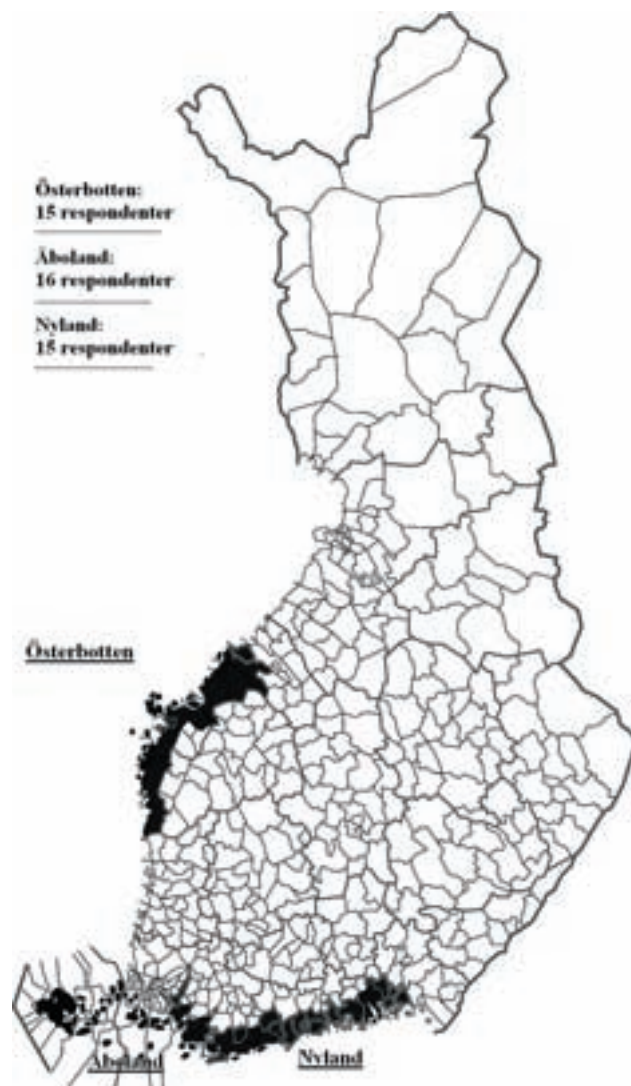 Österbotten:
15 respondenter
Åboland:
16 respondenter
Nyland:
15 respondenter
Österbotten
Åboland
Nyland